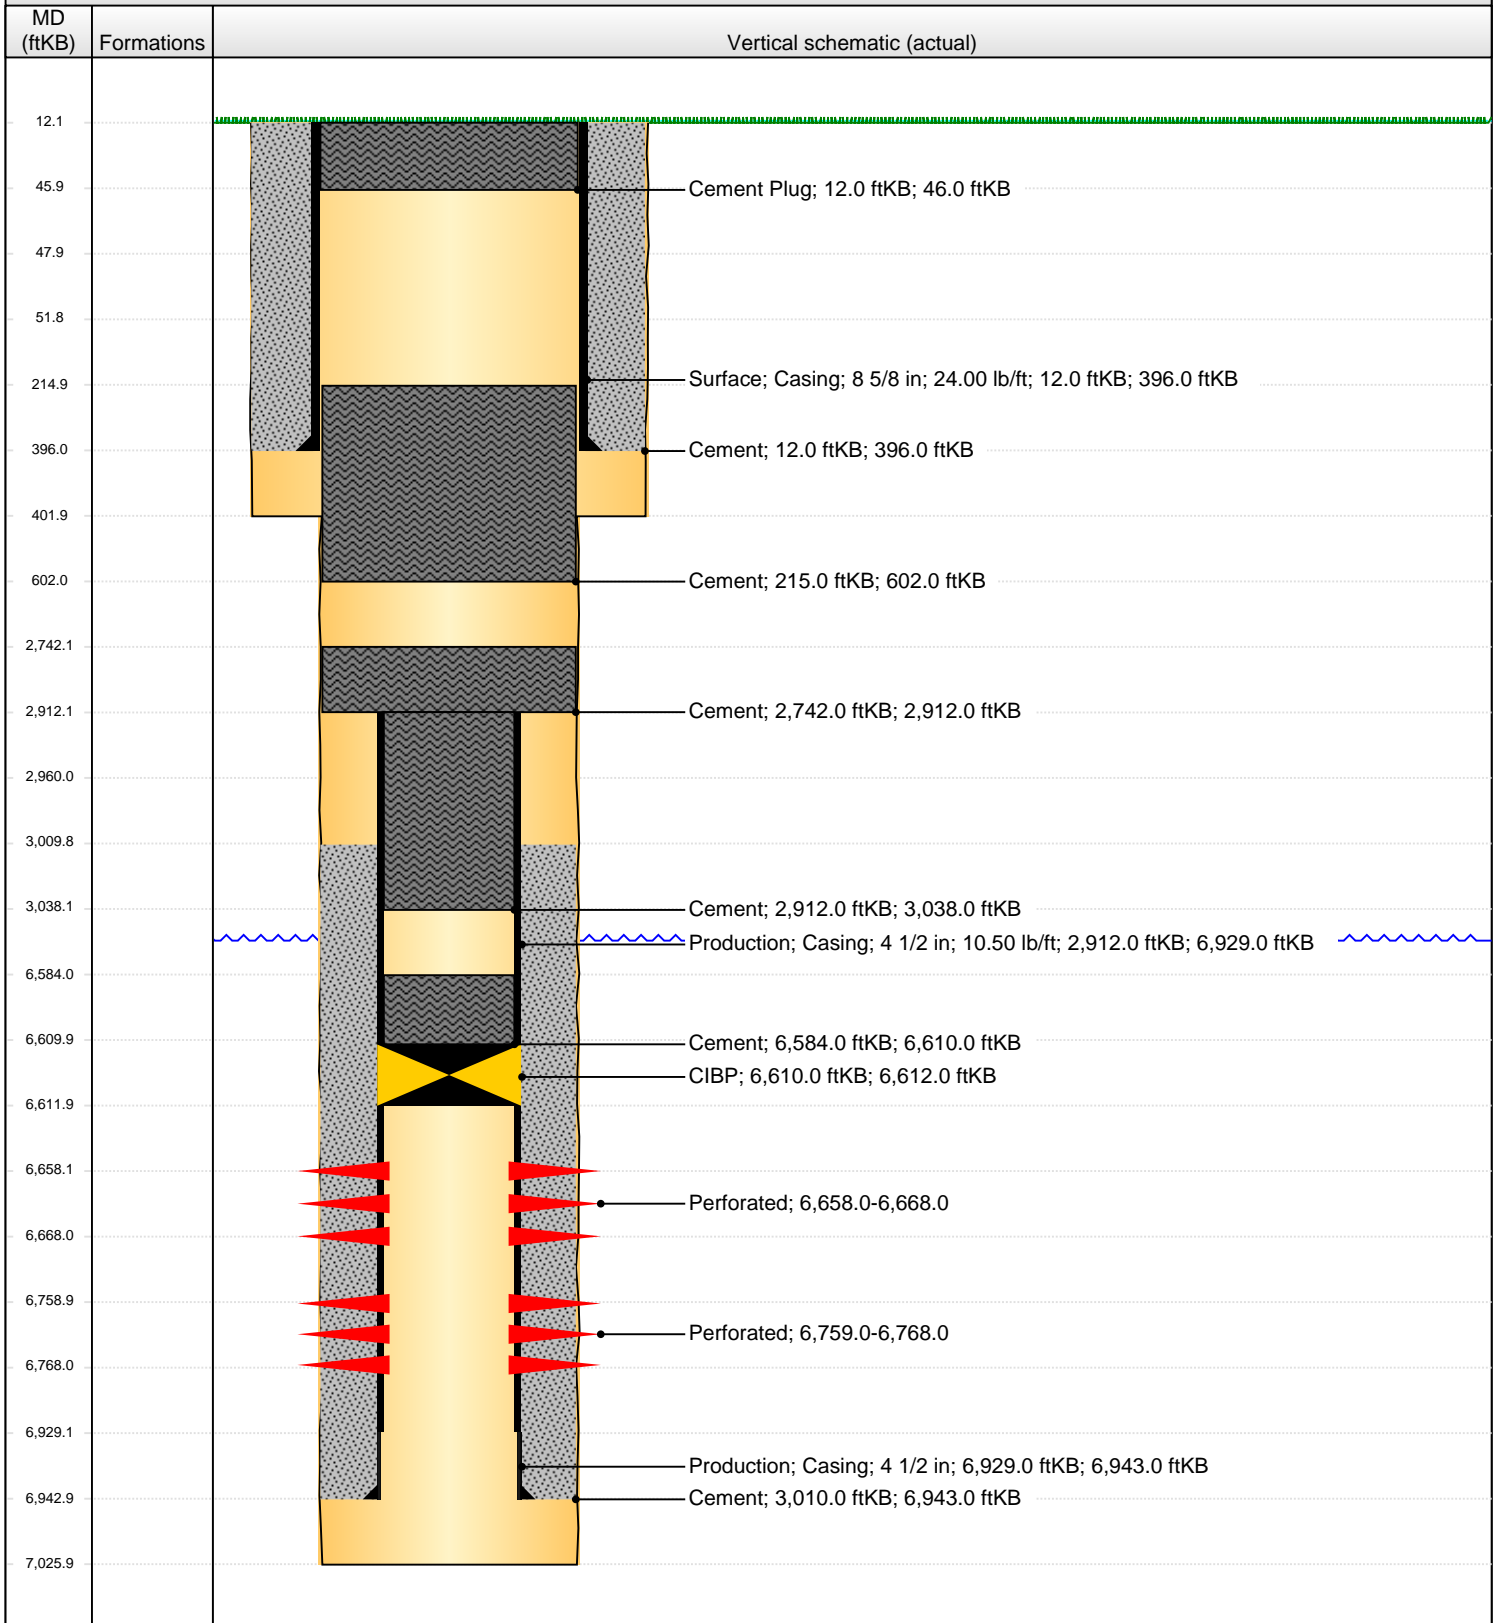 MD
(ftKB)
Formations
Vertical schematic (actual)
12.1
45.9
Cement Plug; 12.0 ftKB; 46.0 ftKB
47.9
51.8
214.9
Surface; Casing; 8 5/8 in; 24.00 lb/ft; 12.0 ftKB; 396.0 ftKB
396.0
Cement; 12.0 ftKB; 396.0 ftKB
401.9
602.0
Cement; 215.0 ftKB; 602.0 ftKB
2,742.1
2,912.1
Cement; 2,742.0 ftKB; 2,912.0 ftKB
2,960.0
3,009.8
3,038.1
Cement; 2,912.0 ftKB; 3,038.0 ftKB
Production; Casing; 4 1/2 in; 10.50 lb/ft; 2,912.0 ftKB; 6,929.0 ftKB
6,584.0
6,609.9
Cement; 6,584.0 ftKB; 6,610.0 ftKB
CIBP; 6,610.0 ftKB; 6,612.0 ftKB
6,611.9
6,658.1
Perforated; 6,658.0-6,668.0
6,668.0
6,758.9
Perforated; 6,759.0-6,768.0
6,768.0
6,929.1
Production; Casing; 4 1/2 in; 6,929.0 ftKB; 6,943.0 ftKB
6,942.9
Cement; 3,010.0 ftKB; 6,943.0 ftKB
7,025.9